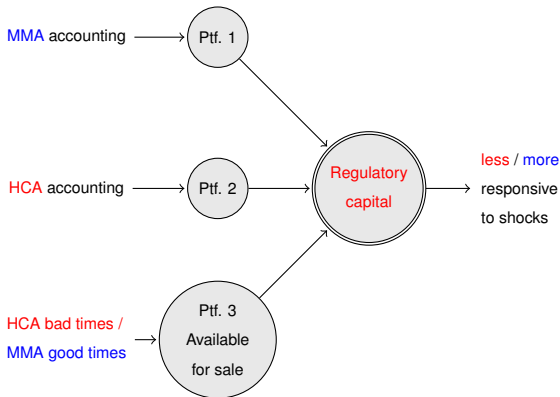 MMA accounting
Ptf. 1
HCA accounting
Ptf. 2
Regulatory
capital
less / more
responsive
to shocks
HCA bad times /
MMA good times
Ptf. 3
Available
for sale